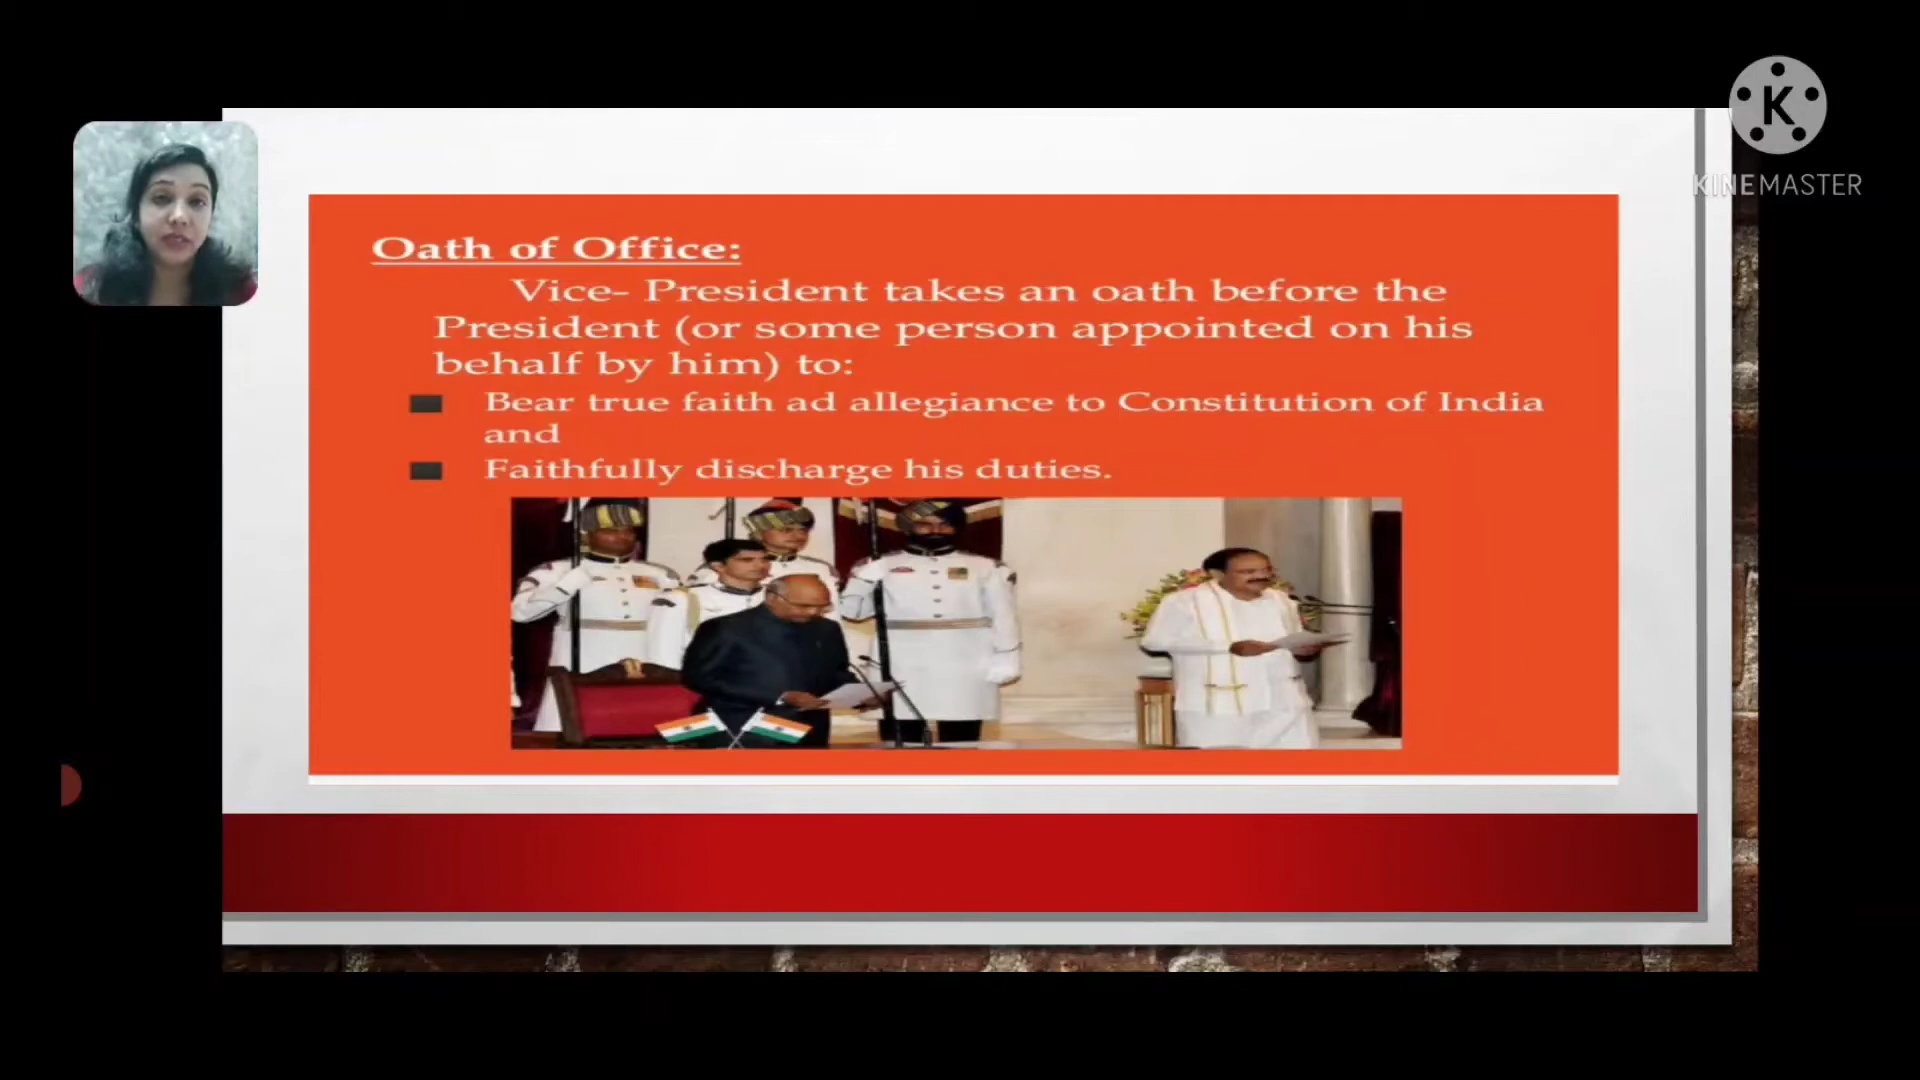 K
KINEMASTER
Oath of Office:
Vice- President takes an oath before the
President (or some person appointed on his
behalf by him) to:
Bear true faith ad allegiance to Constitution of India
and
Faithfully discharge his duties.